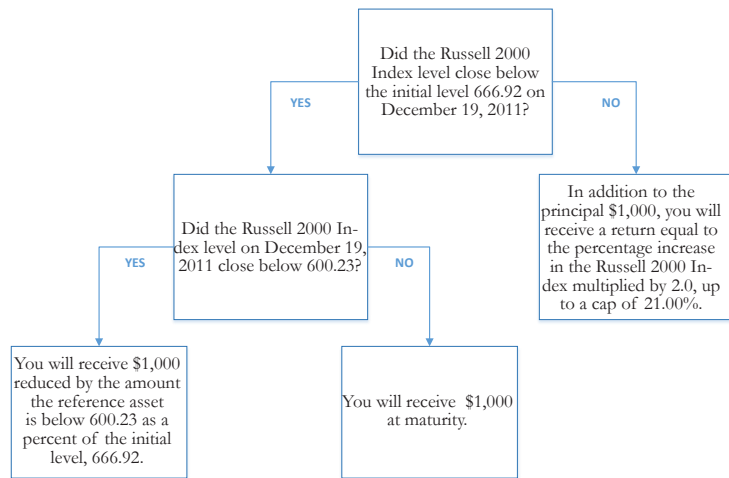 Did the Russell 2000
Index level close below
the initial level 666.92 on
December 19, 2011?
YES
NO
Did the Russell 2000 In-
dex level on December 19,
2011 close below 600.23?
In addition to the
principal $1,000, you will
receive a return equal to
the percentage increase
in the Russell 2000 In-
dex multiplied by 2.0, up
to a cap of 21.00%.
YES
NO
You will receive $1,000
reduced by the amount
the reference asset
is below 600.23 as a
percent of the initial
level, 666.92.
You will receive $1,000
at maturity.